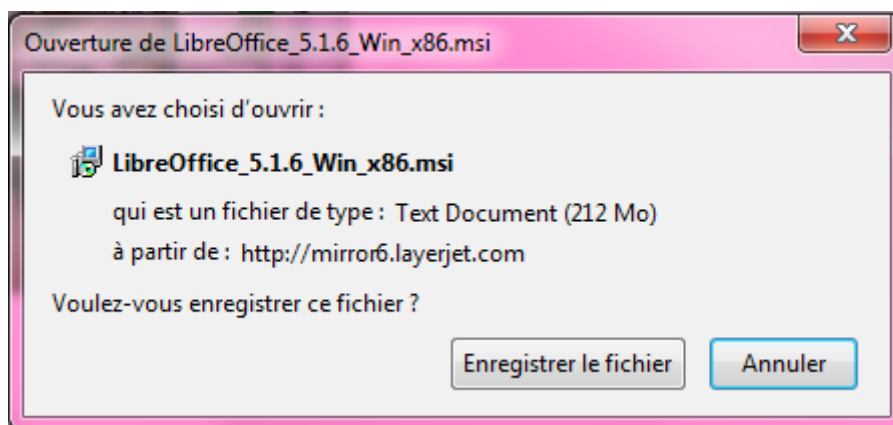 Ouverture de LibreOffice_5.1.6_Win_x86.msi
Vous avez choisi d'ouvrir :
LibreOffice_5.1.6_Win_x86.msi
qui est un fichier de type : Text Document (212 Mo)
à partir de : http://mirror6.layerjet.com
Voulez-vous enregistrer ce fichier ?
Enregistrer le fichier Annuler